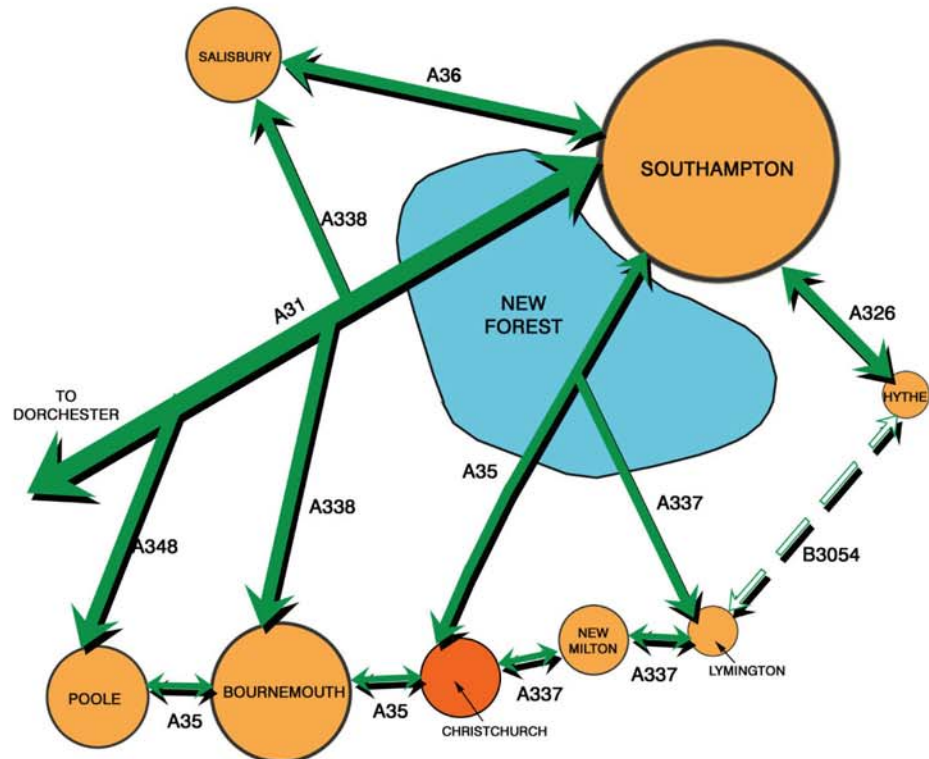 SALISBURY
A36
SOUTHAMPTON
A338
A31
NEW
FOREST
A326
TO
DORCHESTER
HYTHE
A35
A337
A338
A348
B3054
NEW
MILTON
LYMINGTON
A337
POOLE
BOURNEMOUTH
A35
A35
A337
CHRISTCHURCH